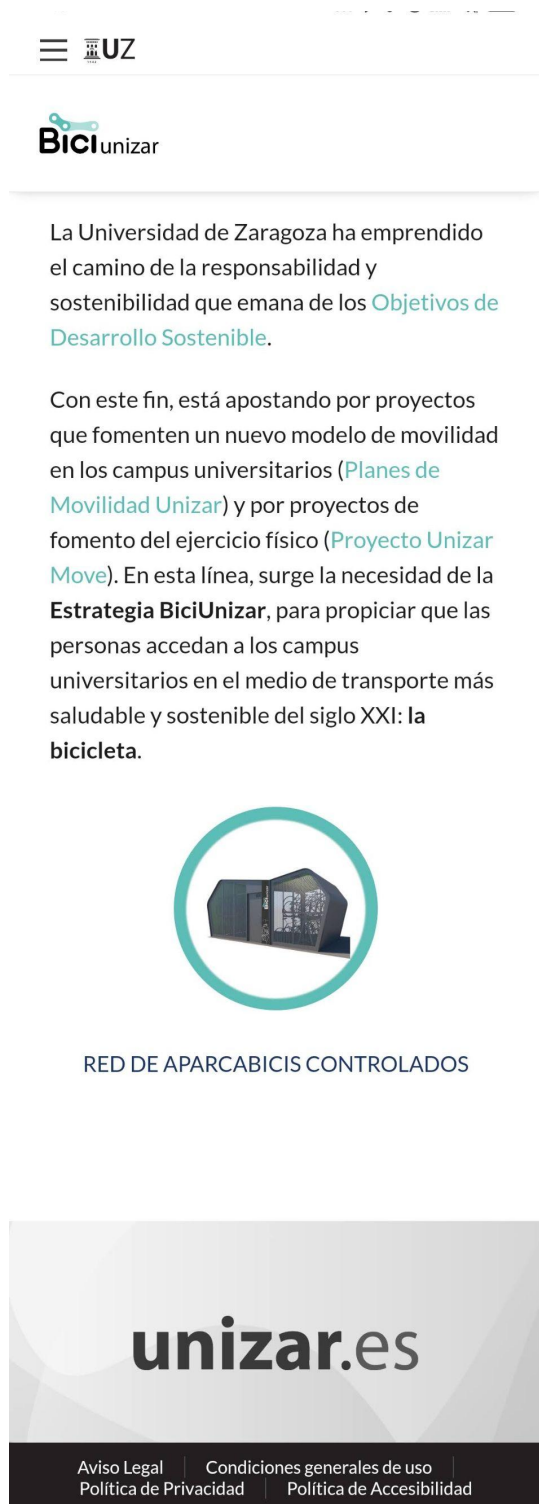 UZ
BICI unizar
La Universidad de Zaragoza ha emprendido
el camino de la responsabilidad y
sostenibilidad que emana de los Objetivos de
Desarrollo Sostenible.
Con este fin, está apostando por proyectos
que fomenten un nuevo modelo de movilidad
en los campus universitarios (Planes de
Movilidad Unizar) y por proyectos de
fomento del ejercicio físico (Proyecto Unizar
Move). En esta línea, surge la necesidad de la
Estrategia BiciUnizar, para propiciar que las
personas accedan a los campus
universitarios en el medio de transporte más
saludable y sostenible del siglo XXI: la
bicicleta.
RED DE APARCABICIS CONTROLADOS
unizar.es
Aviso Legal | Condiciones generales de uso |
Política de Privacidad | Política de Accesibilidad